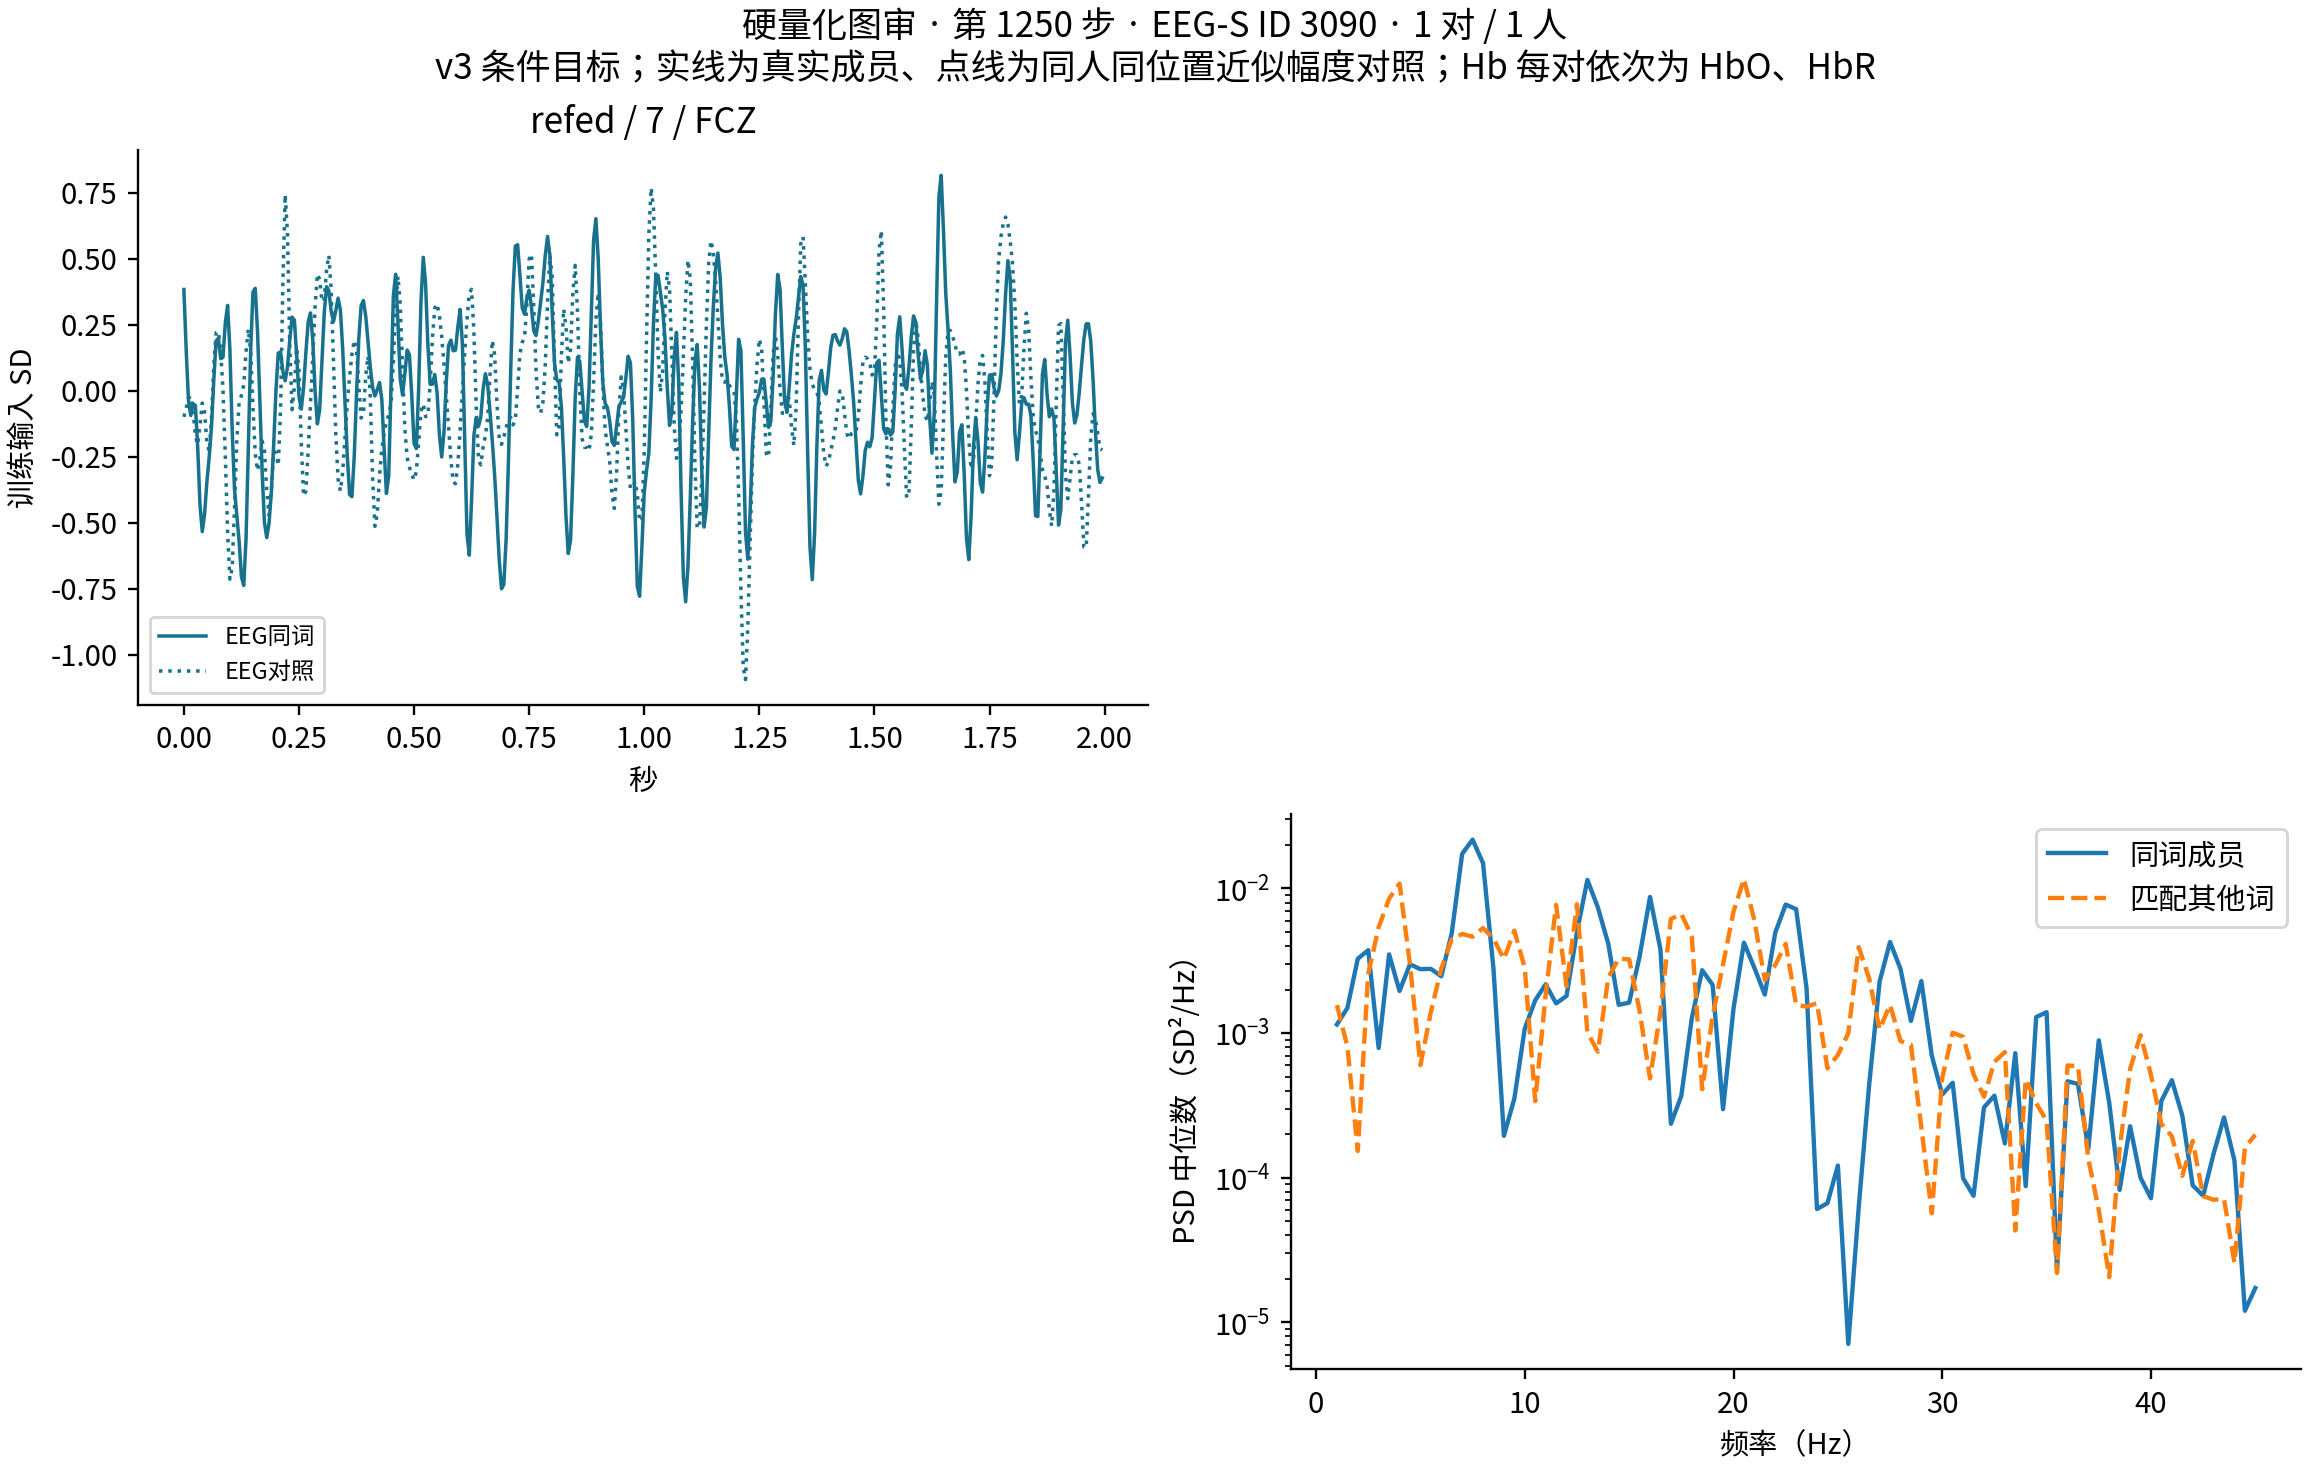 硬量化图审 · 第 1250 步 · EEG-S ID 3090 · 1 对 / 1 人
v3 条件目标；实线为真实成员、点线为同人同位置近似幅度对照；Hb 每对依次为 HbO、HbR
refed / 7 / FCZ
训练输入 SD
0.75
0.50
0.25
0.00
-0.25
-0.50
-0.75
-1.00
EEG同词
EEG对照
0.00 0.25 0.50 0.75 1.00 1.25 1.50 1.75 2.00
秒
PSD 中位数（SD²/Hz）
10⁻²
10⁻³
10⁻⁴
10⁻⁵
同词成员
匹配其他词
0 10 20 30 40
频率（Hz）